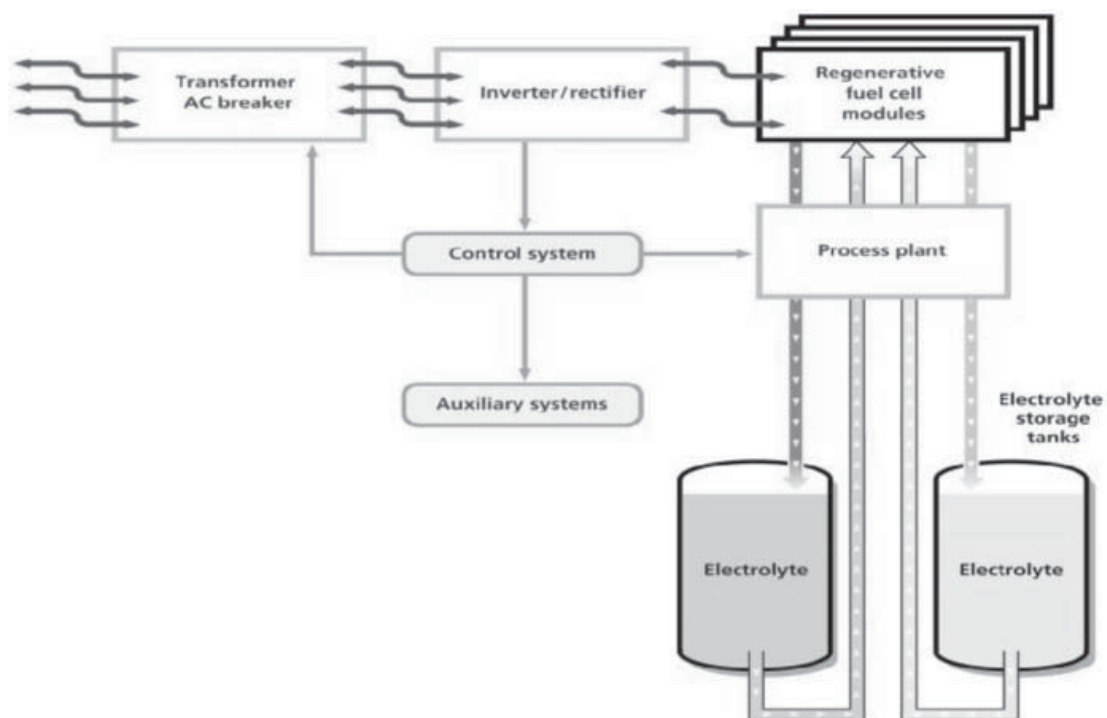 Transformer
AC breaker
Inverter/rectifier
Regenerative
fuel cell
modules
Control system
Process plant
Auxiliary systems
Electrolyte
storage
tanks
Electrolyte
Electrolyte